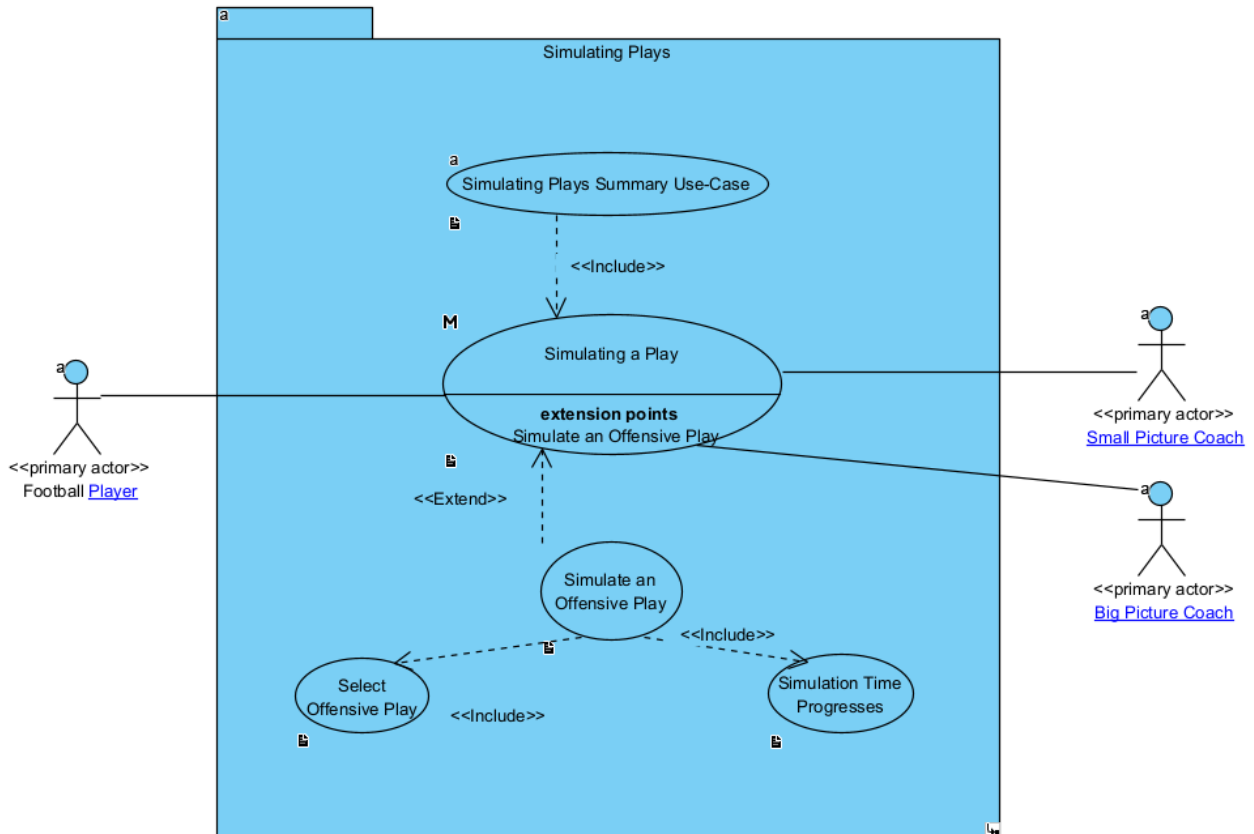 a
Simulating Plays
a
Simulating Plays Summary Use-Case
<<Include>>
M
Simulating a Play
extension points
Simulate an Offensive Play
a
<<primary actor>>
Football Player
a
<<primary actor>>
Small Picture Coach
<<Extend>>
a
<<primary actor>>
Big Picture Coach
Simulate an
Offensive Play
<<Include>>
Select
Offensive Play
<<Include>>
Simulation Time
Progresses